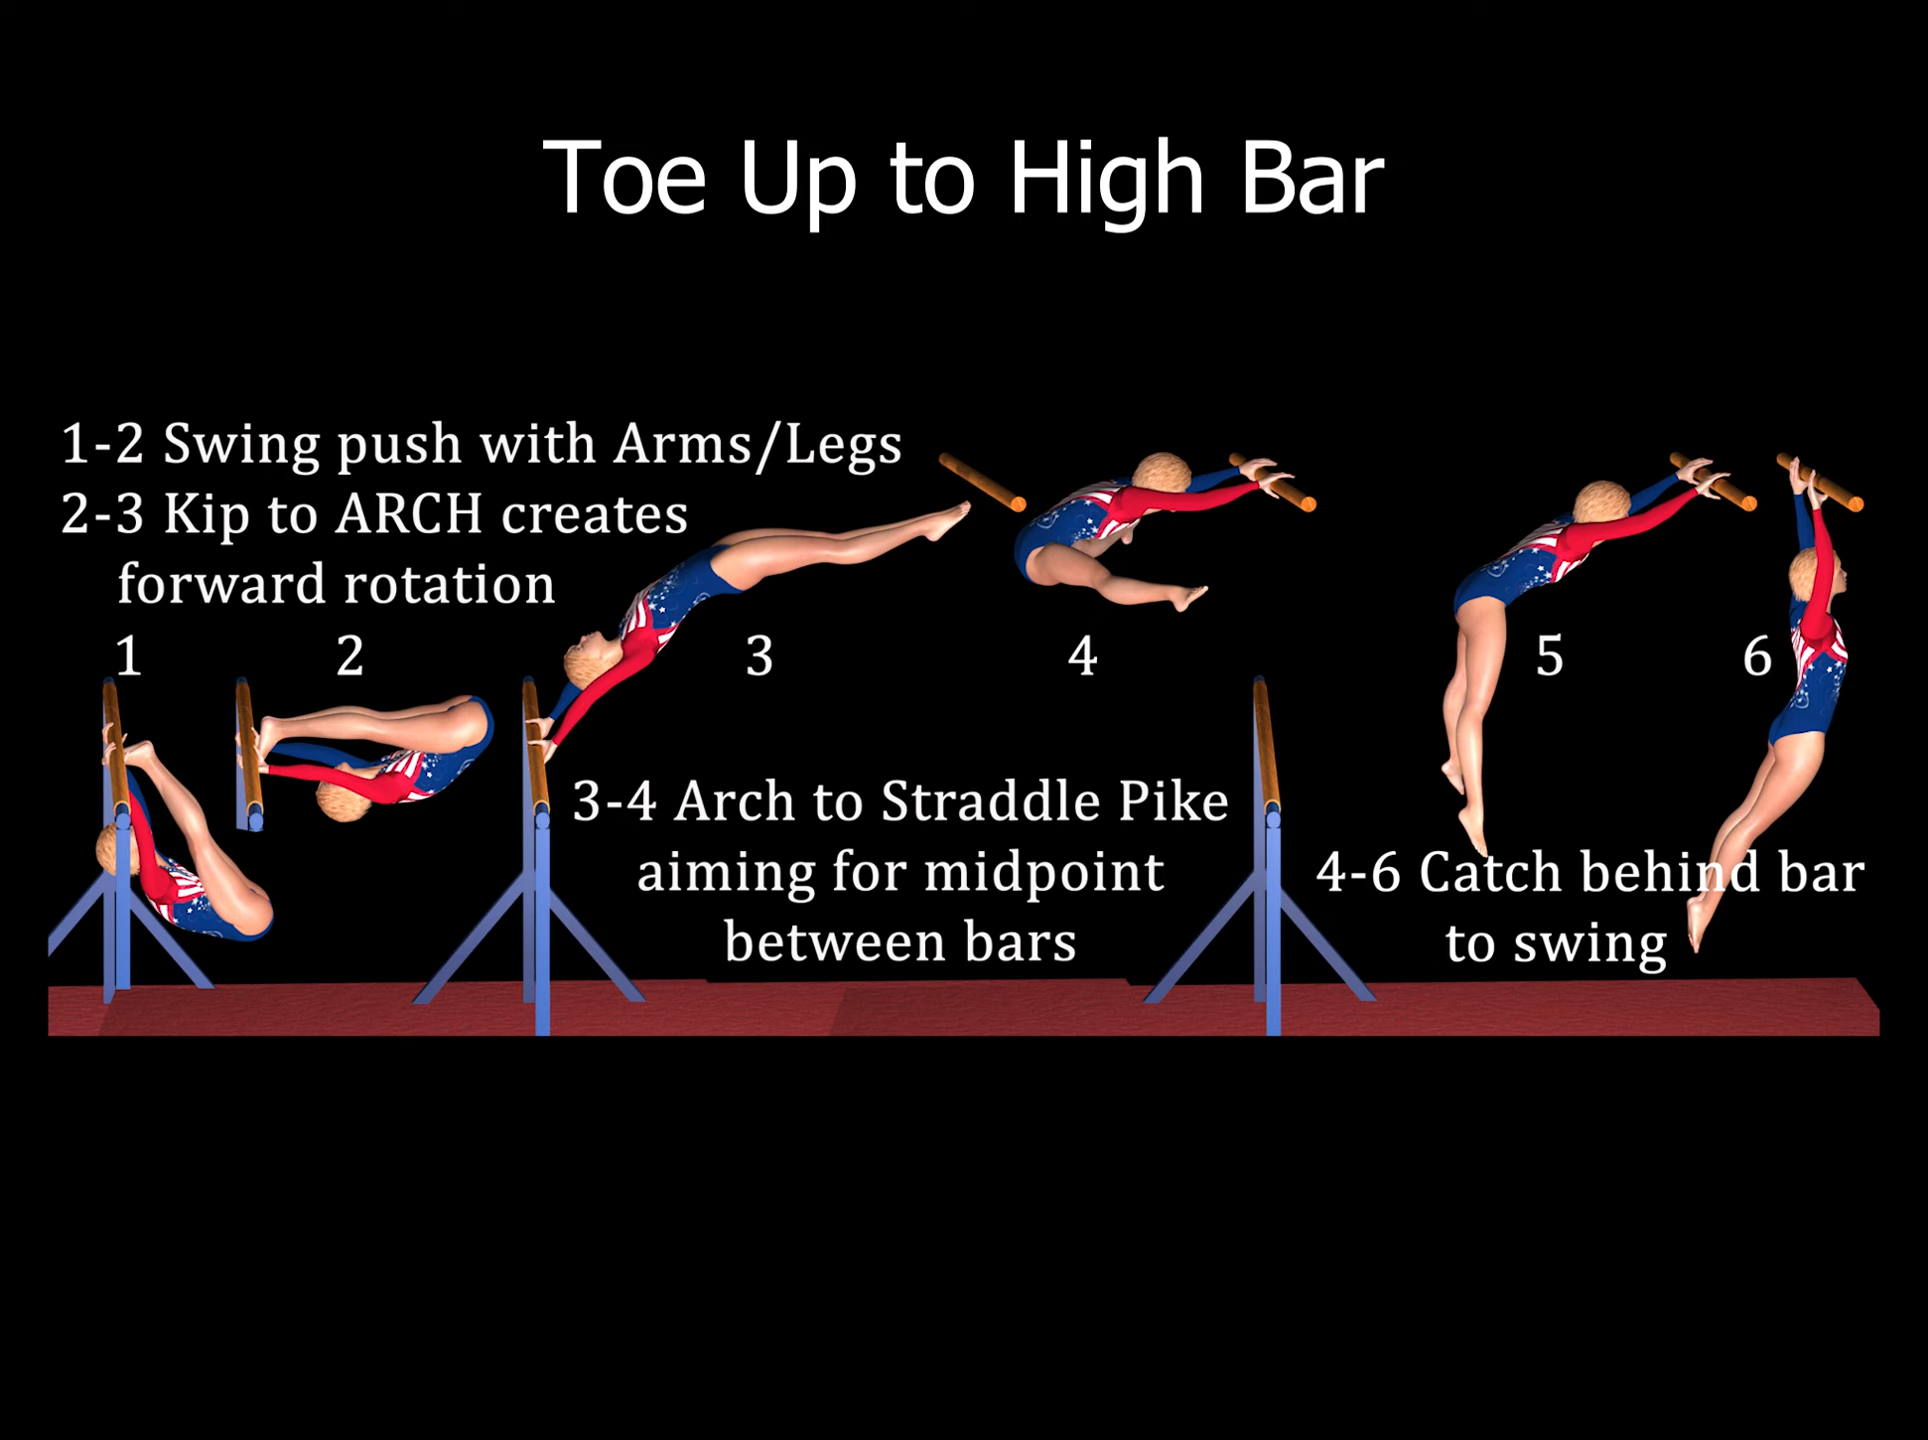 Toe Up to High Bar
1-2 Swing push with Arms/Legs
2-3 Kip to ARCH creates
forward rotation
1 2 3 4 5 6
3-4 Arch to Straddle Pike
aiming for midpoint
between bars
4-6 Catch behind bar
to swing